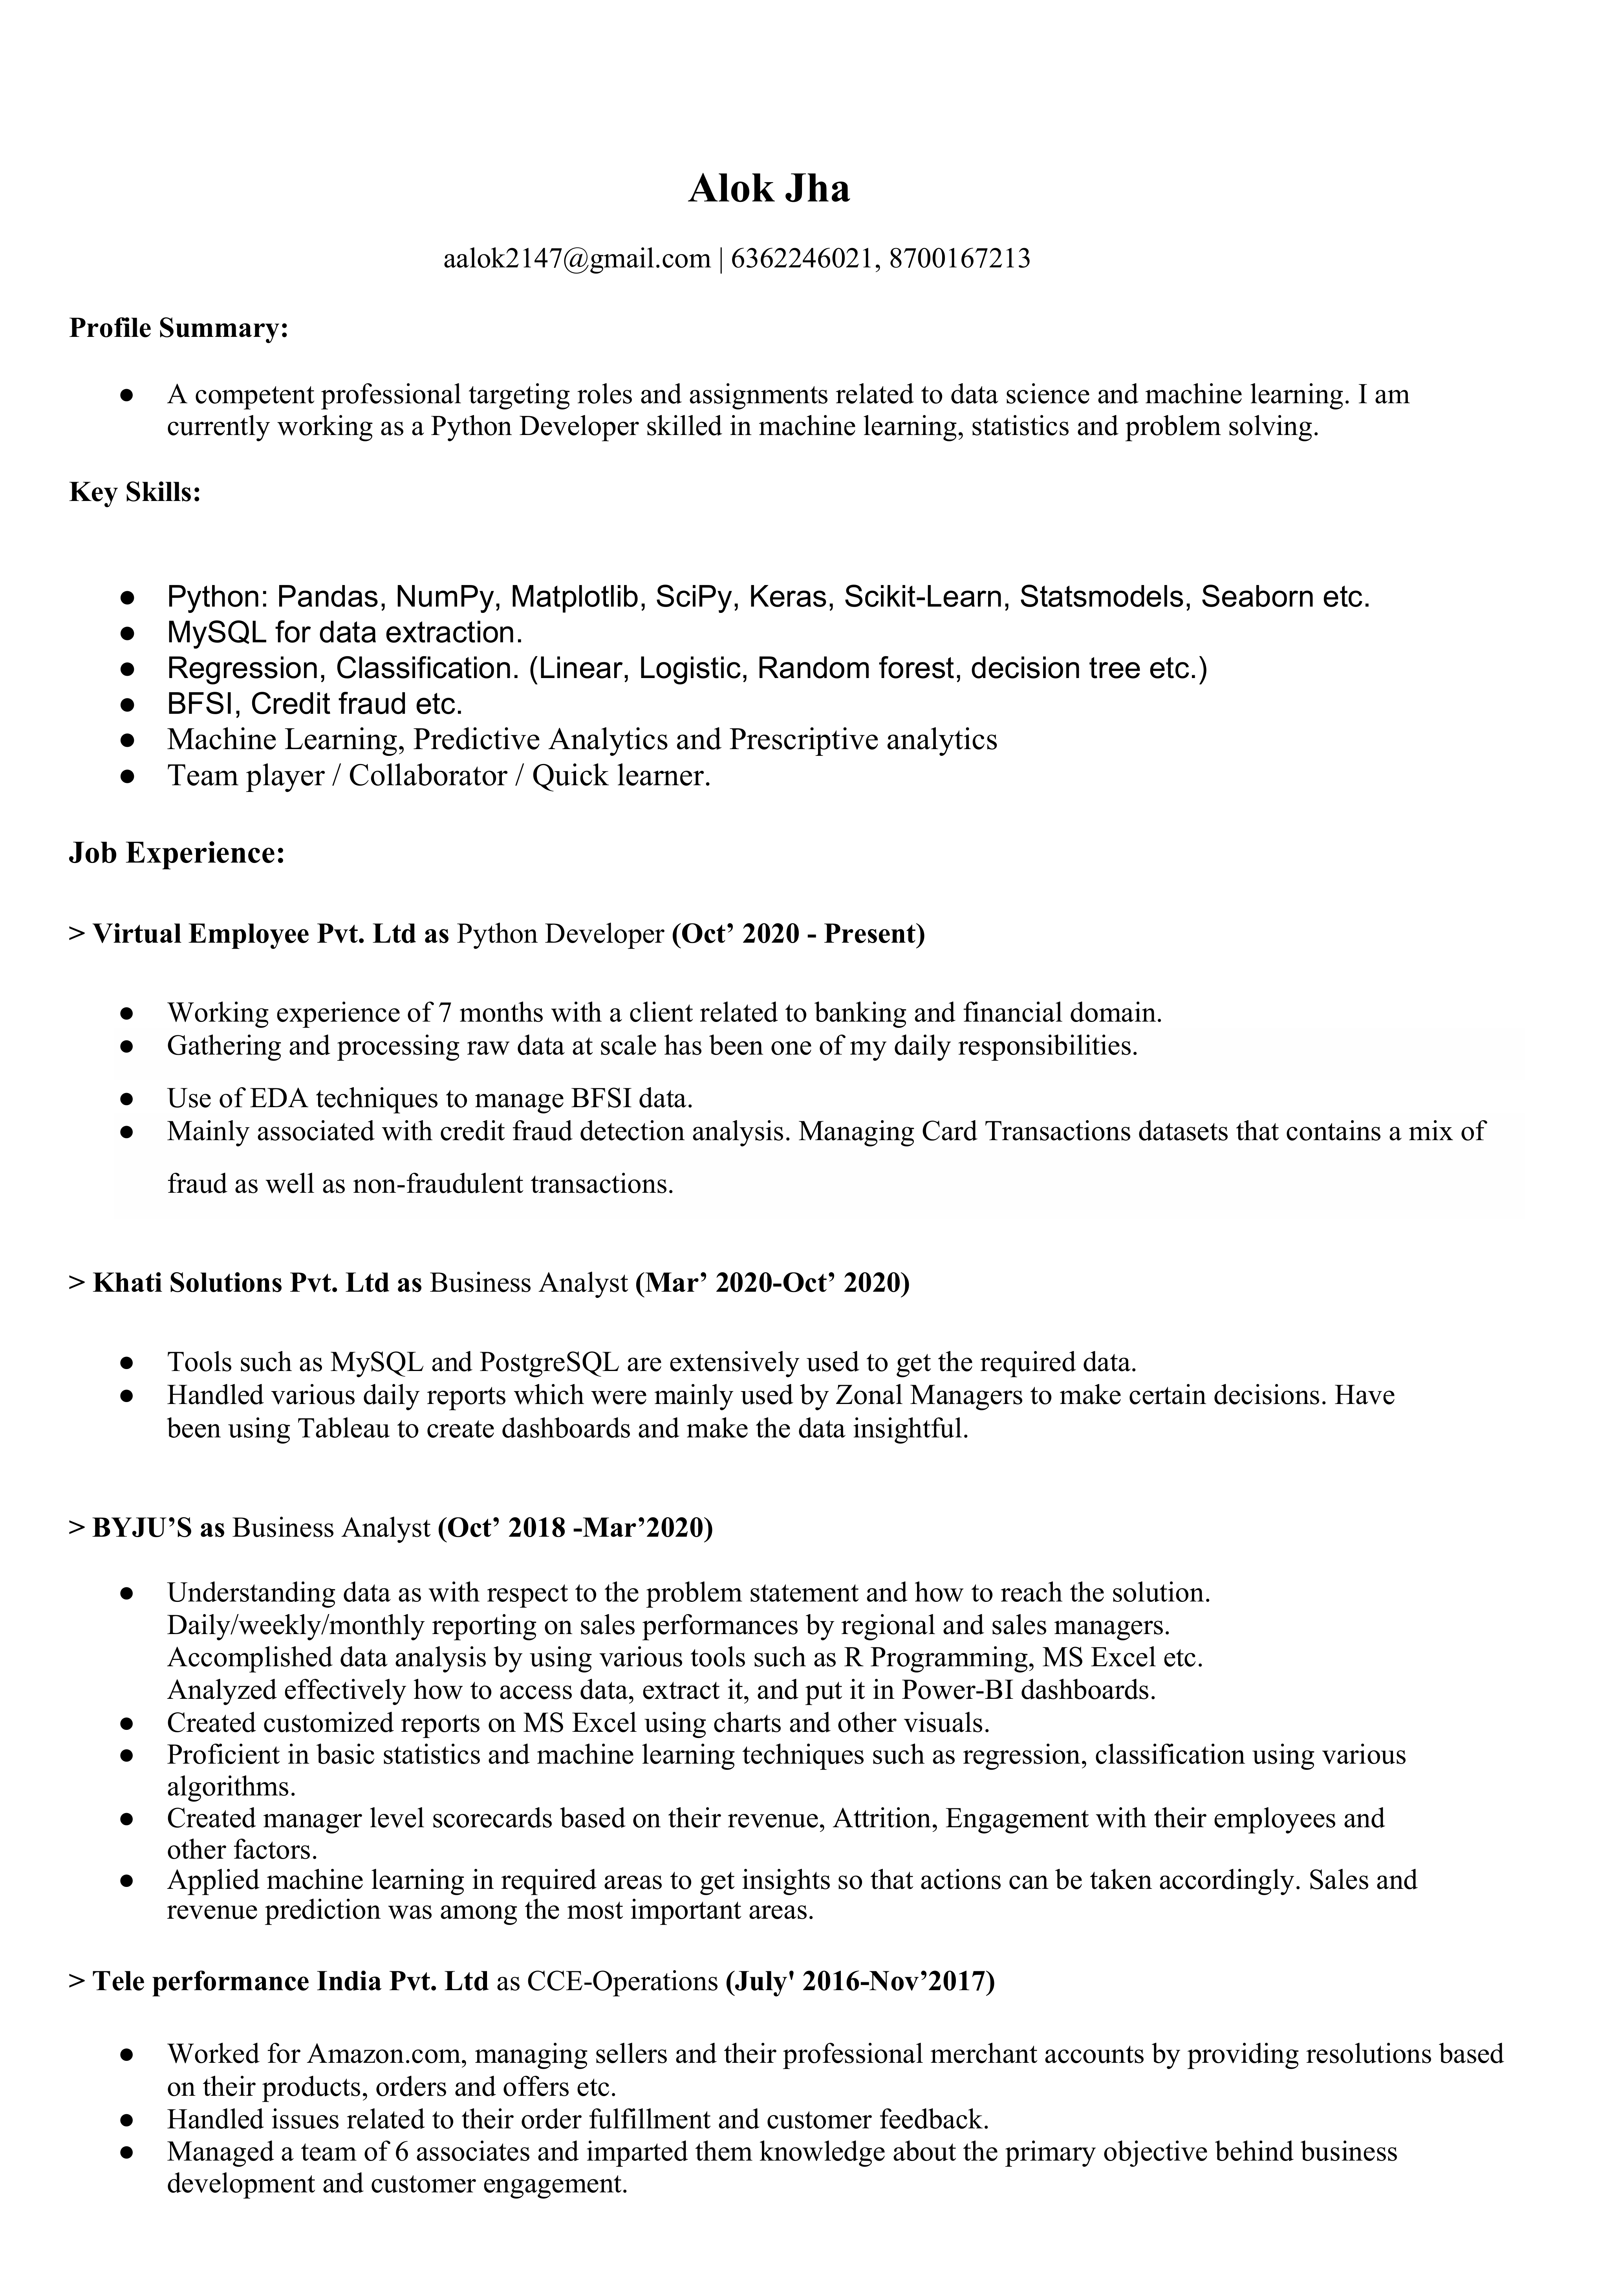 Alok Jha
aalok2147@gmail.com | 6362246021, 8700167213
Profile Summary:
● A competent professional targeting roles and assignments related to data science and machine learning. I am
currently working as a Python Developer skilled in machine learning, statistics and problem solving.
Key Skills:
● Python: Pandas, NumPy, Matplotlib, SciPy, Keras, Scikit-Learn, Statsmodels, Seaborn etc.
● MySQL for data extraction.
● Regression, Classification. (Linear, Logistic, Random forest, decision tree etc.)
● BFSI, Credit fraud etc.
● Machine Learning, Predictive Analytics and Prescriptive analytics
● Team player / Collaborator / Quick learner.
Job Experience:
> Virtual Employee Pvt. Ltd as Python Developer (Oct’ 2020 - Present)
● Working experience of 7 months with a client related to banking and financial domain.
● Gathering and processing raw data at scale has been one of my daily responsibilities.
● Use of EDA techniques to manage BFSI data.
● Mainly associated with credit fraud detection analysis. Managing Card Transactions datasets that contains a mix of
fraud as well as non-fraudulent transactions.
> Khati Solutions Pvt. Ltd as Business Analyst (Mar’ 2020-Oct’ 2020)
● Tools such as MySQL and PostgreSQL are extensively used to get the required data.
● Handled various daily reports which were mainly used by Zonal Managers to make certain decisions. Have
been using Tableau to create dashboards and make the data insightful.
> BYJU’S as Business Analyst (Oct’ 2018 -Mar’2020)
● Understanding data as with respect to the problem statement and how to reach the solution.
Daily/weekly/monthly reporting on sales performances by regional and sales managers.
Accomplished data analysis by using various tools such as R Programming, MS Excel etc.
Analyzed effectively how to access data, extract it, and put it in Power-BI dashboards.
● Created customized reports on MS Excel using charts and other visuals.
● Proficient in basic statistics and machine learning techniques such as regression, classification using various
algorithms.
● Created manager level scorecards based on their revenue, Attrition, Engagement with their employees and
other factors.
● Applied machine learning in required areas to get insights so that actions can be taken accordingly. Sales and
revenue prediction was among the most important areas.
> Tele performance India Pvt. Ltd as CCE-Operations (July' 2016-Nov’2017)
● Worked for Amazon.com, managing sellers and their professional merchant accounts by providing resolutions based
on their products, orders and offers etc.
● Handled issues related to their order fulfillment and customer feedback.
● Managed a team of 6 associates and imparted them knowledge about the primary objective behind business
development and customer engagement.